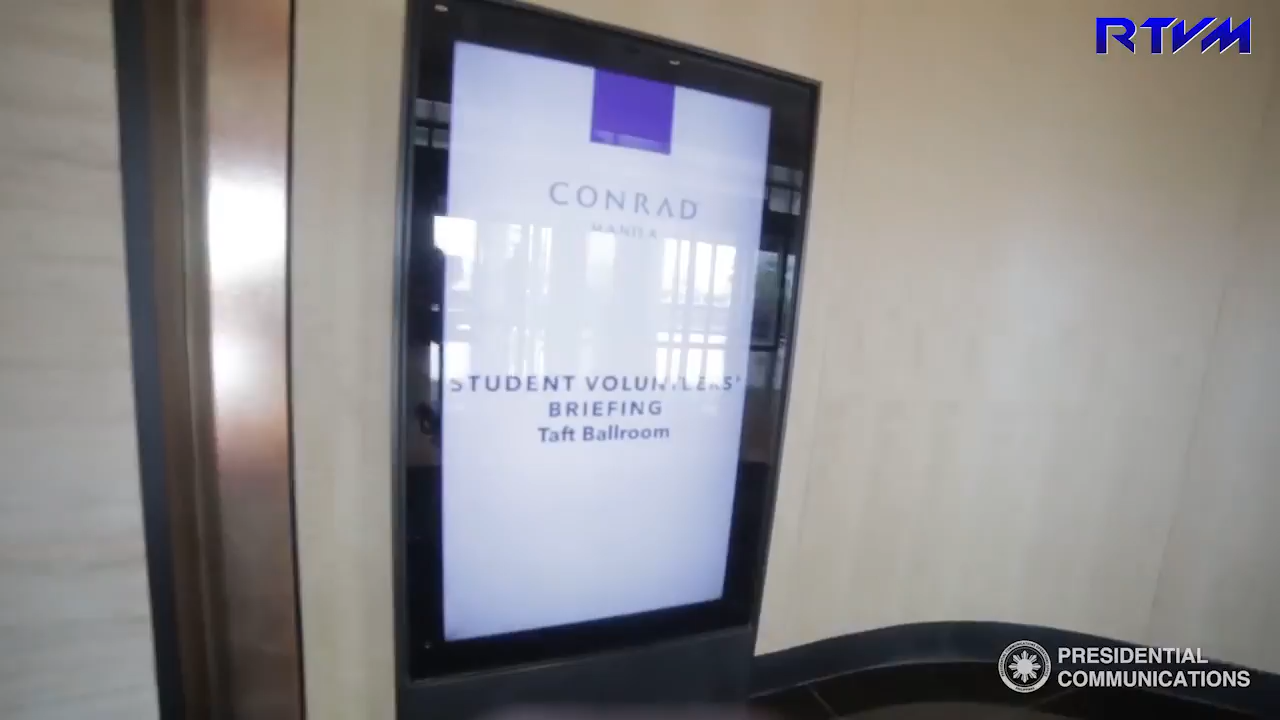 RTVM
CONRAD
MANILA
STUDENT VOLUNTEERS'
BRIEFING
Taft Ballroom
PRESIDENTIAL
COMMUNICATIONS